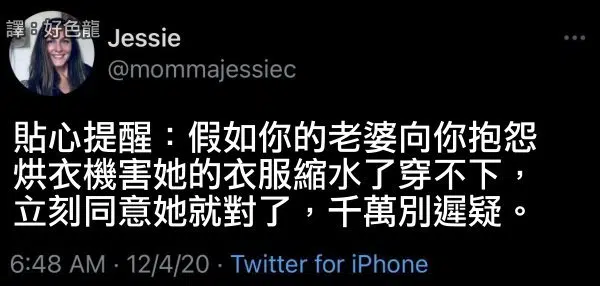 譯：好色龍
Jessie
@mommajessiec
貼心提醒：假如你的老婆向你抱怨
烘衣機害她的衣服縮水了穿不下，
立刻同意她就對了，千萬別遲疑。
6:48 AM · 12/4/20 · Twitter for iPhone